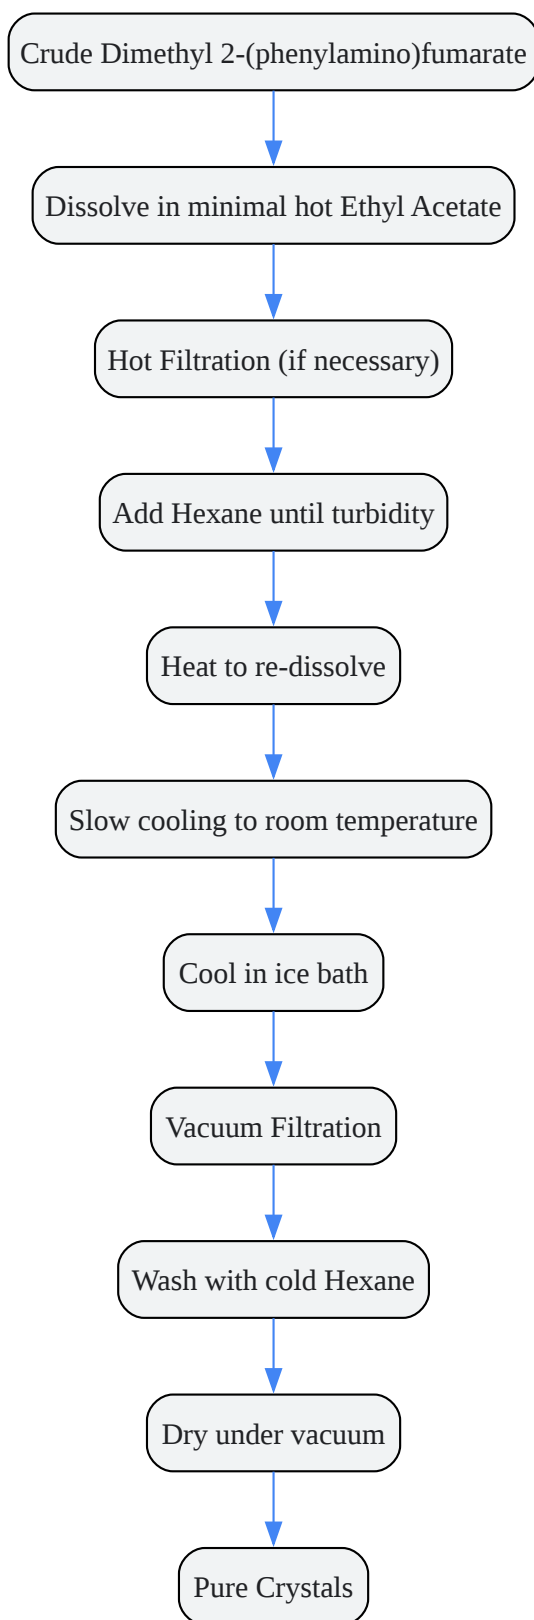 Crude Dimethyl 2-(phenylamino)fumarate
Dissolve in minimal hot Ethyl Acetate
Hot Filtration (if necessary)
Add Hexane until turbidity
Heat to re-dissolve
Slow cooling to room temperature
Cool in ice bath
Vacuum Filtration
Wash with cold Hexane
Dry under vacuum
Pure Crystals